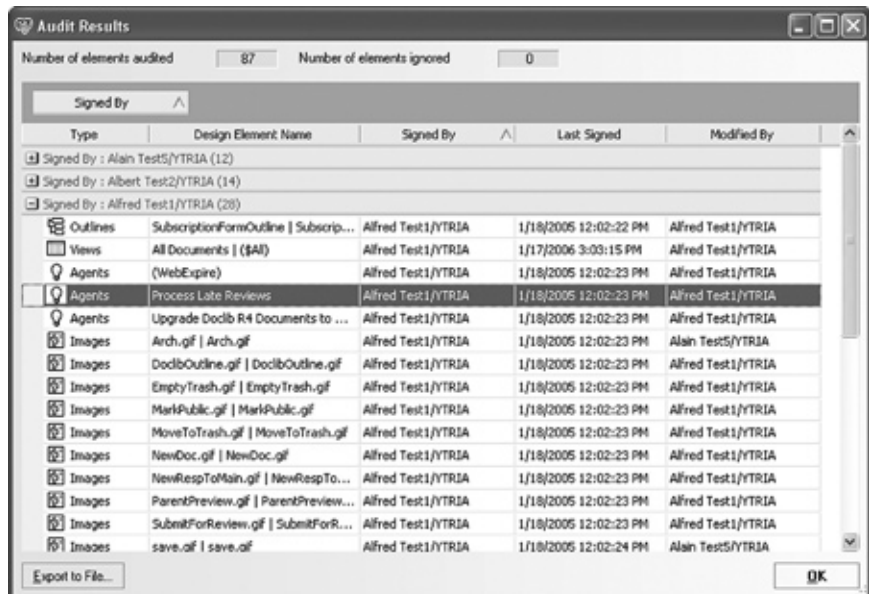 Audit Results
Number of elements audited 87 Number of elements ignored 0
Signed By
Type Design Element Name Signed By Last Signed Modified By
Signed By : Alain Test5/YTRIA (12)
Signed By : Albert Test2/YTRIA (14)
Signed By : Alfred Test1/YTRIA (28)
Outlines SubscriptionFormOutline | Subscrip... Alfred Test1/YTRIA 1/18/2005 12:02:22 PM Alfred Test1/YTRIA
Views All Documents | ($All) Alfred Test1/YTRIA 1/17/2006 3:03:15 PM Alfred Test1/YTRIA
Agents (WebExpire) Alfred Test1/YTRIA 1/18/2005 12:02:23 PM Alfred Test1/YTRIA
Agents Process Late Reviews Alfred Test1/YTRIA 1/18/2005 12:02:23 PM Alfred Test1/YTRIA
Agents Upgrade Doclib R4 Documents to ... Alfred Test1/YTRIA 1/18/2005 12:02:23 PM Alfred Test1/YTRIA
Images Arch.gif | Arch.gif Alfred Test1/YTRIA 1/18/2005 12:02:23 PM Alain Test5/YTRIA
Images DoclibOutline.gif | DoclibOutline.gif Alfred Test1/YTRIA 1/18/2005 12:02:23 PM Alfred Test1/YTRIA
Images EmptyTrash.gif | EmptyTrash.gif Alfred Test1/YTRIA 1/18/2005 12:02:23 PM Alfred Test1/YTRIA
Images MarkPublic.gif | MarkPublic.gif Alfred Test1/YTRIA 1/18/2005 12:02:23 PM Alfred Test1/YTRIA
Images MoveToTrash.gif | MoveToTrash.gif Alfred Test1/YTRIA 1/18/2005 12:02:23 PM Alfred Test1/YTRIA
Images NewDoc.gif | NewDoc.gif Alfred Test1/YTRIA 1/18/2005 12:02:23 PM Alfred Test1/YTRIA
Images NewRespToMain.gif | NewRespTo... Alfred Test1/YTRIA 1/18/2005 12:02:23 PM Alfred Test1/YTRIA
Images ParentPreview.gif | ParentPreview... Alfred Test1/YTRIA 1/18/2005 12:02:23 PM Alfred Test1/YTRIA
Images SubmitForReview.gif | SubmitForR... Alfred Test1/YTRIA 1/18/2005 12:02:23 PM Alfred Test1/YTRIA
Images save.gif | save.gif Alfred Test1/YTRIA 1/18/2005 12:02:24 PM Alain Test5/YTRIA
Export to File... OK